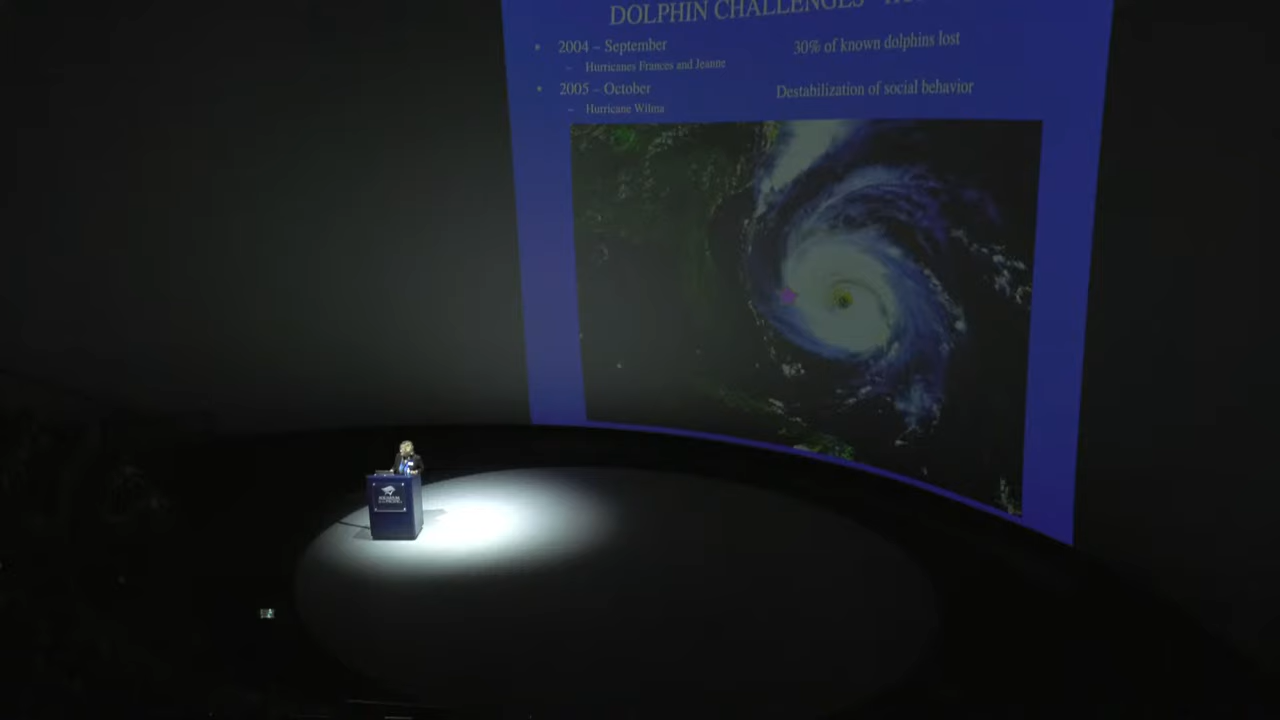 DOLPHIN CHALLENGES
• 2004 – September
30% of known dolphins lost
– Hurricanes Frances and Jeanne
• 2005 – October
Destabilization of social behavior
– Hurricane Wilma
AQUARIUM